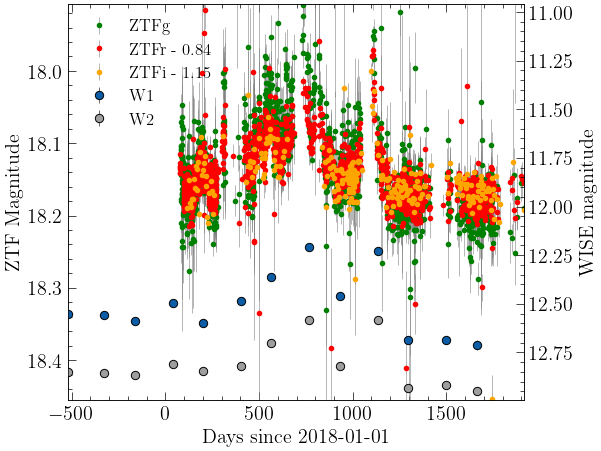 ZTFg
ZTFr - 0.84
ZTFi - 1.15
W1
W2
18.0
18.1
18.2
18.3
18.4
ZTF Magnitude
11.00
11.25
11.50
11.75
12.00
12.25
12.50
12.75
WISE magnitude
−500
0
500
1000
1500
Days since 2018-01-01